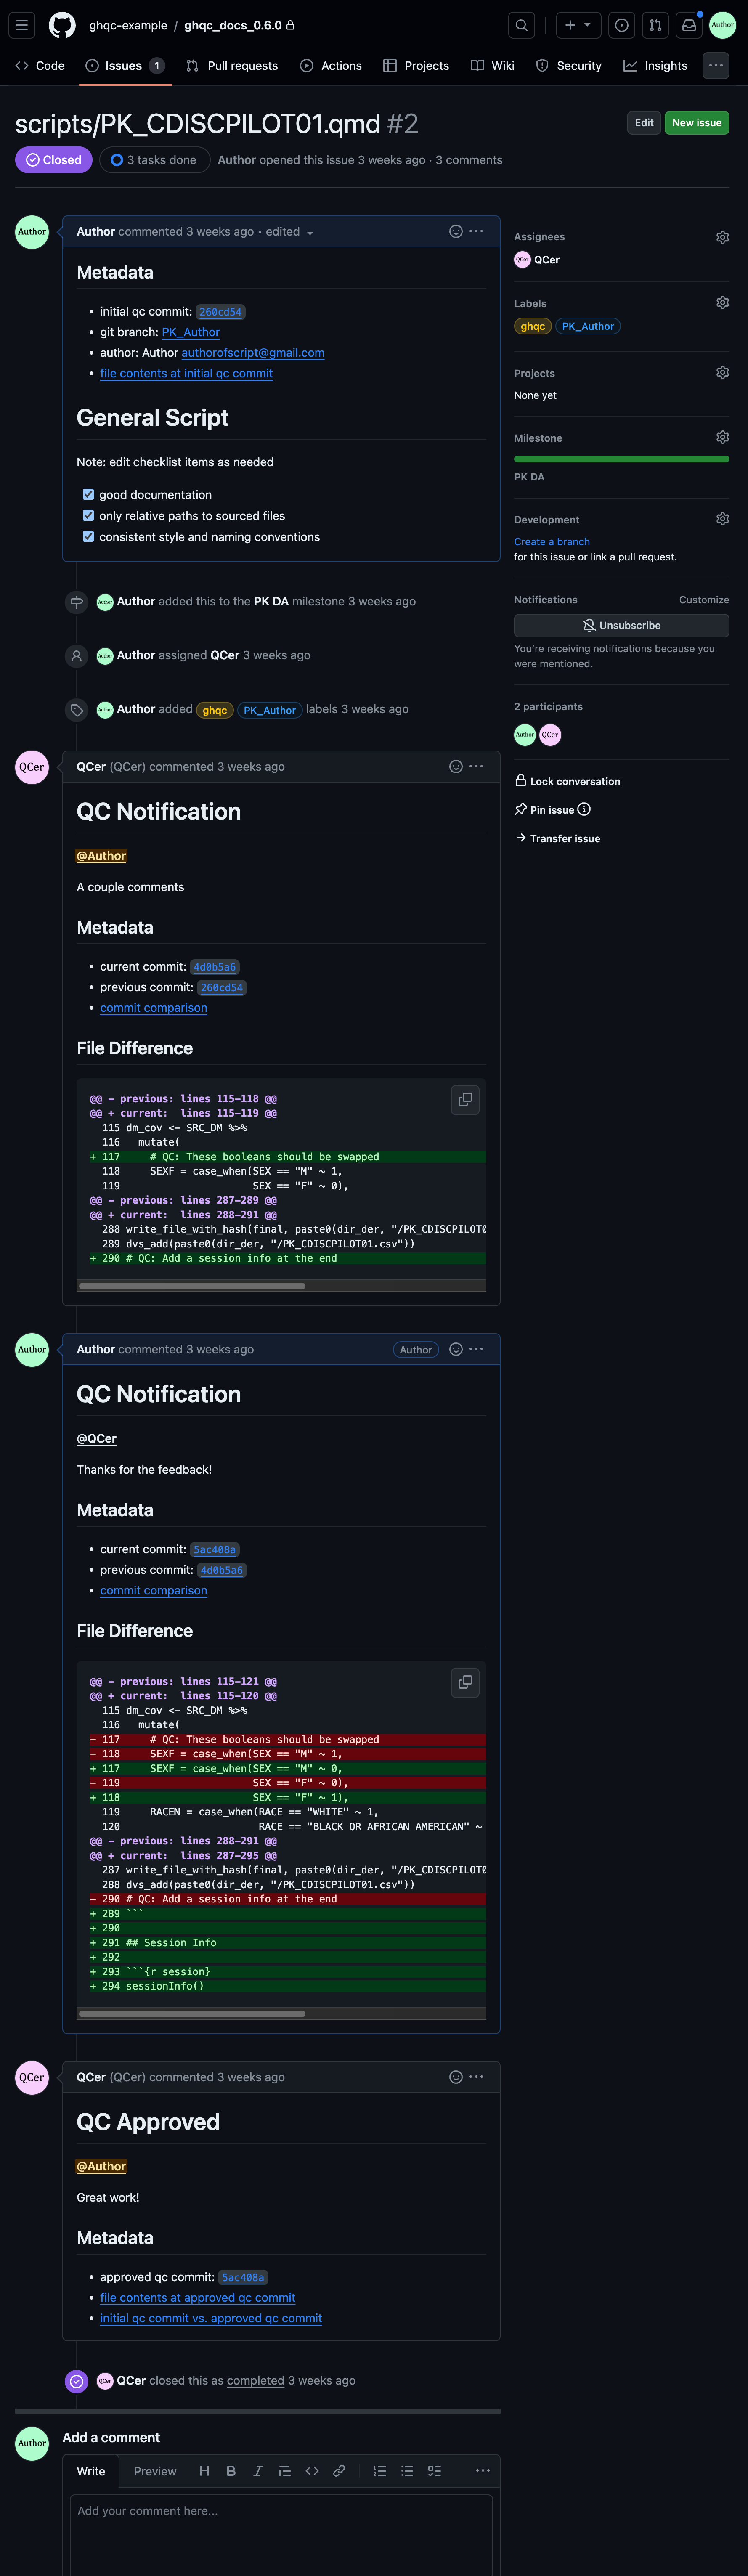 ghqc-example / ghqc_docs_0.6.0
Author
Code Issues 1 Pull requests Actions Projects Wiki Security Insights
scripts/PK_CDISCPILOT01.qmd #2
Edit New issue
Closed 3 tasks done Author opened this issue 3 weeks ago · 3 comments
Author
Author commented 3 weeks ago • edited
Metadata
• initial qc commit: 260cd54
• git branch: PK_Author
• author: Author authorofscript@gmail.com
• file contents at initial qc commit
General Script
Note: edit checklist items as needed
good documentation
only relative paths to sourced files
consistent style and naming conventions
Author Author added this to the PK DA milestone 3 weeks ago
Author Author assigned QCer 3 weeks ago
Author Author added ghqc PK_Author labels 3 weeks ago
QCer
QCer (QCer) commented 3 weeks ago
QC Notification
@Author
A couple comments
Metadata
• current commit: 4d0b5a6
• previous commit: 260cd54
• commit comparison
File Difference
@@ - previous: lines 115-118 @@
@@ + current:  lines 115-119 @@
  115 dm_cov <- SRC_DM %>%
  116   mutate(
+ 117     # QC: These booleans should be swapped
  118     SEXF = case_when(SEX == "M" ~ 1,
  119                      SEX == "F" ~ 0),
@@ - previous: lines 287-289 @@
@@ + current:  lines 288-291 @@
  288 write_file_with_hash(final, paste0(dir_der, "/PK_CDISCPILOT0
  289 dvs_add(paste0(dir_der, "/PK_CDISCPILOT01.csv"))
+ 290 # QC: Add a session info at the end
Author
Author commented 3 weeks ago Author
QC Notification
@QCer
Thanks for the feedback!
Metadata
• current commit: 5ac408a
• previous commit: 4d0b5a6
• commit comparison
File Difference
@@ - previous: lines 115-121 @@
@@ + current:  lines 115-120 @@
  115 dm_cov <- SRC_DM %>%
  116   mutate(
- 117     # QC: These booleans should be swapped
- 118     SEXF = case_when(SEX == "M" ~ 1,
+ 117     SEXF = case_when(SEX == "M" ~ 0,
- 119                      SEX == "F" ~ 0),
+ 118                      SEX == "F" ~ 1),
  119     RACEN = case_when(RACE == "WHITE" ~ 1,
  120                       RACE == "BLACK OR AFRICAN AMERICAN" ~
@@ - previous: lines 288-291 @@
@@ + current:  lines 287-295 @@
  287 write_file_with_hash(final, paste0(dir_der, "/PK_CDISCPILOT0
  288 dvs_add(paste0(dir_der, "/PK_CDISCPILOT01.csv"))
- 290 # QC: Add a session info at the end
+ 289 ```
+ 290
+ 291 ## Session Info
+ 292
+ 293 ```{r session}
+ 294 sessionInfo()
QCer
QCer (QCer) commented 3 weeks ago
QC Approved
@Author
Great work!
Metadata
• approved qc commit: 5ac408a
• file contents at approved qc commit
• initial qc commit vs. approved qc commit
QCer QCer closed this as completed 3 weeks ago
Author
Add a comment
Write Preview
Add your comment here...
Assignees
QCer QCer
Labels
ghqc PK_Author
Projects
None yet
Milestone
PK DA
Development
Create a branch
for this issue or link a pull request.
Notifications Customize
Unsubscribe
You're receiving notifications because you
were mentioned.
2 participants
Author QCer
Lock conversation
Pin issue
Transfer issue